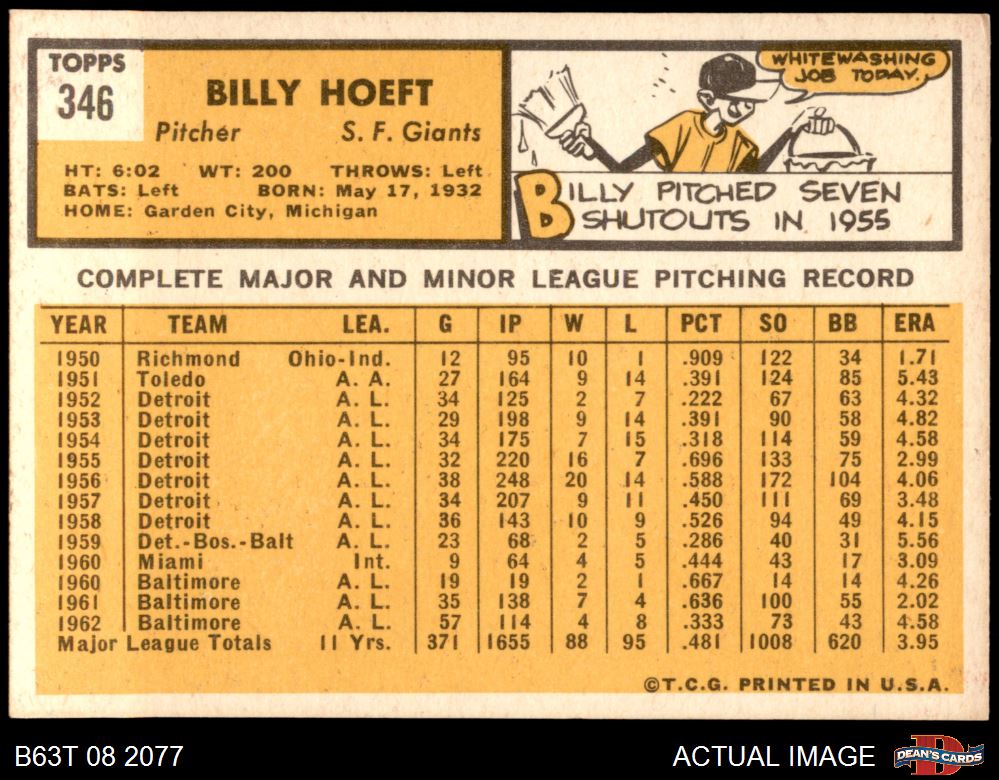 TOPPS
346
BILLY HOEFT
Pitcher S. F. Giants
HT: 6:02 WT: 200 THROWS: Left
BATS: Left BORN: May 17, 1932
HOME: Garden City, Michigan
WHITEWASHING
JOB TODAY.
BILLY PITCHED SEVEN
SHUTOUTS IN 1955
COMPLETE MAJOR AND MINOR LEAGUE PITCHING RECORD
YEAR TEAM LEA. G IP W L PCT SO BB ERA
1950 Richmond Ohio-Ind. 12 95 10 1 .909 122 34 1.71
1951 Toledo A. A. 27 164 9 14 .391 124 85 5.43
1952 Detroit A. L. 34 125 2 7 .222 67 63 4.32
1953 Detroit A. L. 29 198 9 14 .391 90 58 4.82
1954 Detroit A. L. 34 175 7 15 .318 114 59 4.58
1955 Detroit A. L. 32 220 16 7 .696 133 75 2.99
1956 Detroit A. L. 38 248 20 14 .588 172 104 4.06
1957 Detroit A. L. 34 207 9 11 .450 111 69 3.48
1958 Detroit A. L. 36 143 10 9 .526 94 49 4.15
1959 Det.-Bos.-Balt A. L. 23 68 2 5 .286 40 31 5.56
1960 Miami Int. 9 64 4 5 .444 43 17 3.09
1960 Baltimore A. L. 19 19 2 1 .667 14 14 4.26
1961 Baltimore A. L. 35 138 7 4 .636 100 55 2.02
1962 Baltimore A. L. 57 114 4 8 .333 73 43 4.58
Major League Totals 11 Yrs. 371 1655 88 95 .481 1008 620 3.95
©T.C.G. PRINTED IN U.S.A.
B63T 08 2077
ACTUAL IMAGE
DEAN'S CARDS